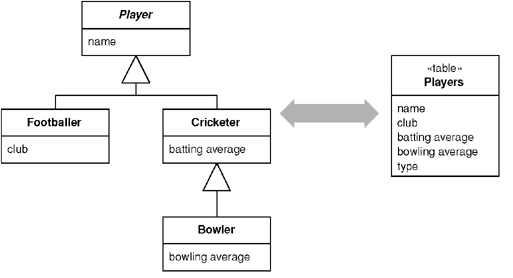 Player
name
Footballer
club
Cricketer
batting average
Bowler
bowling average
«table»
Players
name
club
batting average
bowling average
type